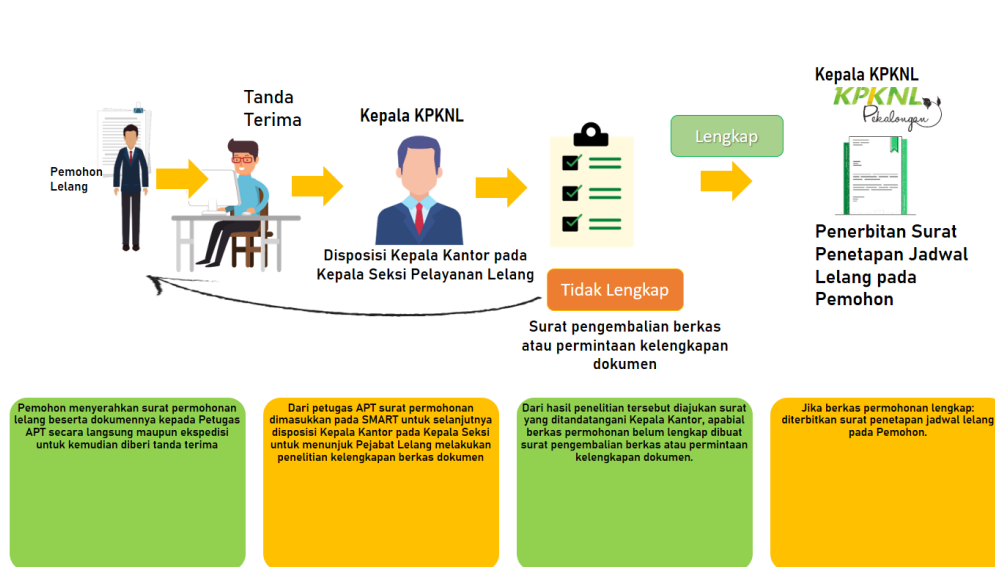 Pemohon
Lelang
Tanda
Terima
Kepala KPKNL
Disposisi Kepala Kantor pada
Kepala Seksi Pelayanan Lelang
Lengkap
Tidak Lengkap
Surat pengembalian berkas
atau permintaan kelengkapan
dokumen
Kepala KPKNL
KPKNL
Pekalongan
Penerbitan Surat
Penetapan Jadwal
Lelang pada
Pemohon
Pemohon menyerahkan surat permohonan
lelang beserta dokumennya kepada Petugas
APT secara langsung maupun ekspedisi
untuk kemudian diberi tanda terima
Dari petugas APT surat permohonan
dimasukkan pada SMART untuk selanjutnya
disposisi Kepala Kantor pada Kepala Seksi
untuk menunjuk Pejabat Lelang melakukan
penelitian kelengkapan berkas dokumen
Dari hasil penelitian tersebut diajukan surat
yang ditandatangani Kepala Kantor, apabial
berkas permohonan belum lengkap dibuat
surat pengembalian berkas atau permintaan
kelengkapan dokumen.
Jika berkas permohonan lengkap:
diterbitkan surat penetapan jadwal lelang
pada Pemohon.